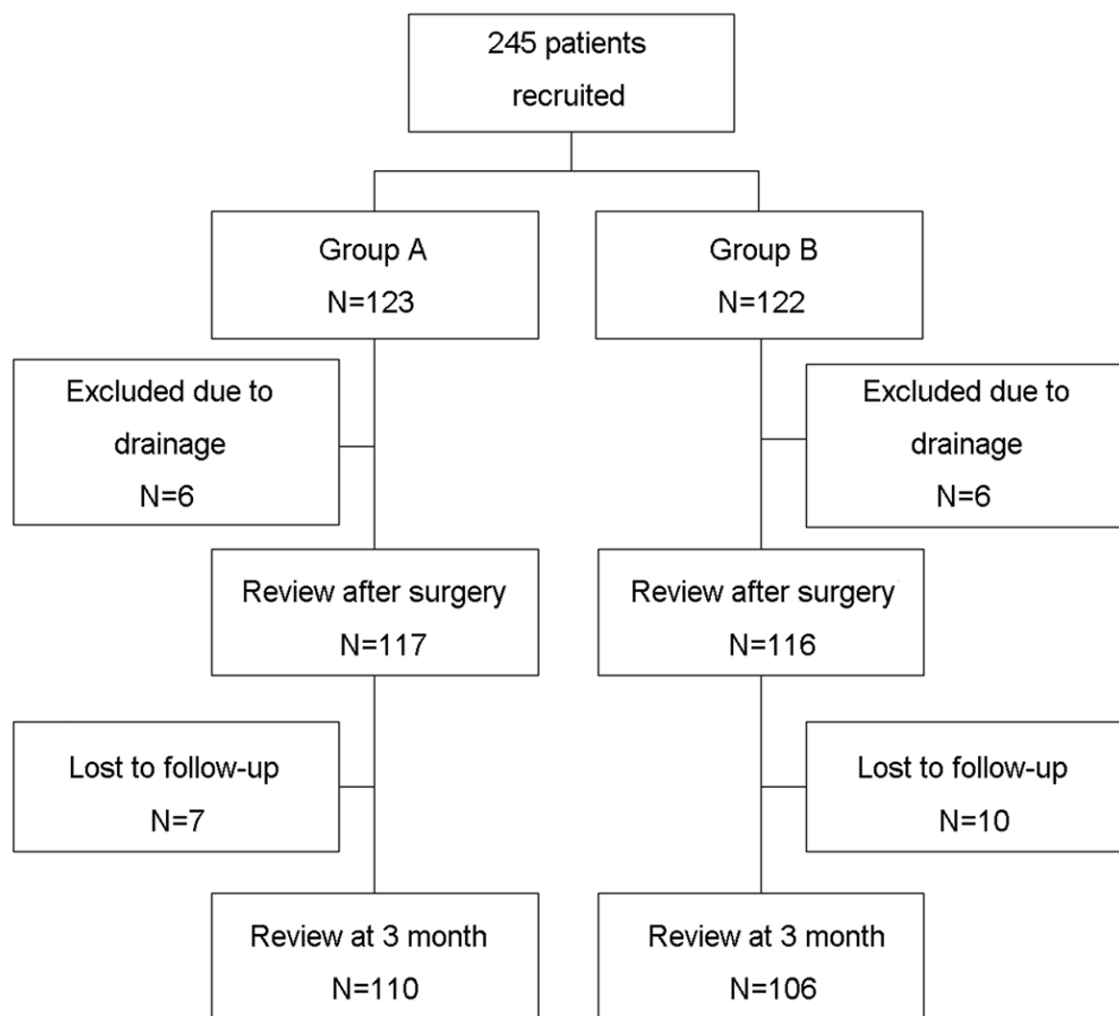 245 patients
recruited
Group A
N=123
Group B
N=122
Excluded due to
drainage
N=6
Excluded due to
drainage
N=6
Review after surgery
N=117
Review after surgery
N=116
Lost to follow-up
N=7
Lost to follow-up
N=10
Review at 3 month
N=110
Review at 3 month
N=106